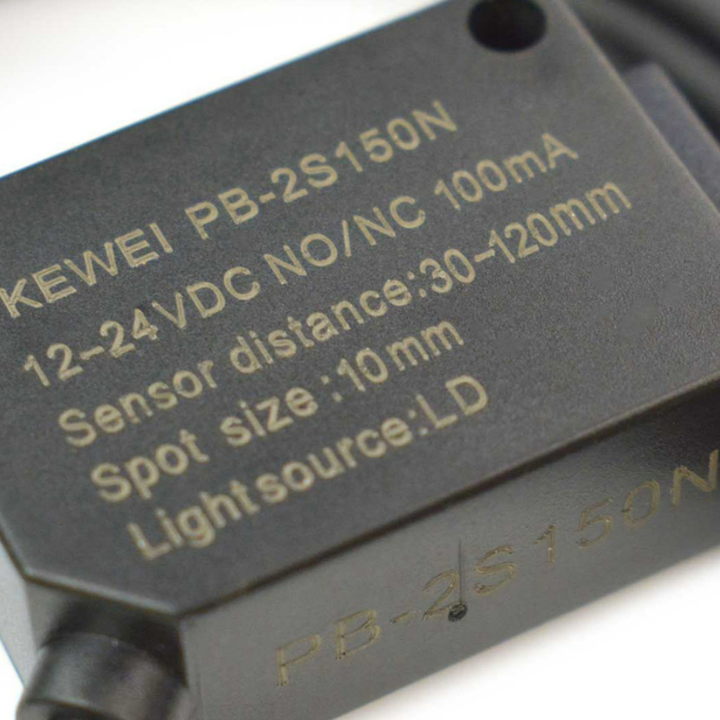 KEWEI PB-2S150N
12-24VDC NO/NC 100mA
Sensor distance:30-120mm
Spot size :10mm
Lightsource:LD
PB-2S150N